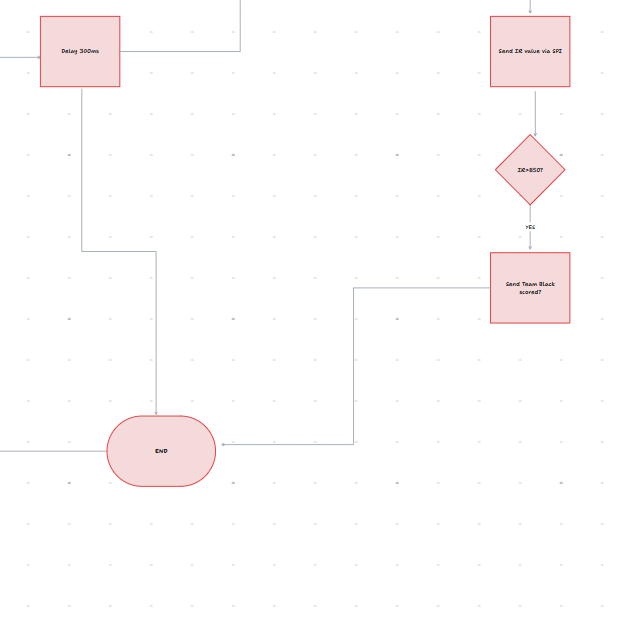 Delay 300ms
Send IR value via SPI
IR>850?
YES
Send Team Black
scored?
END